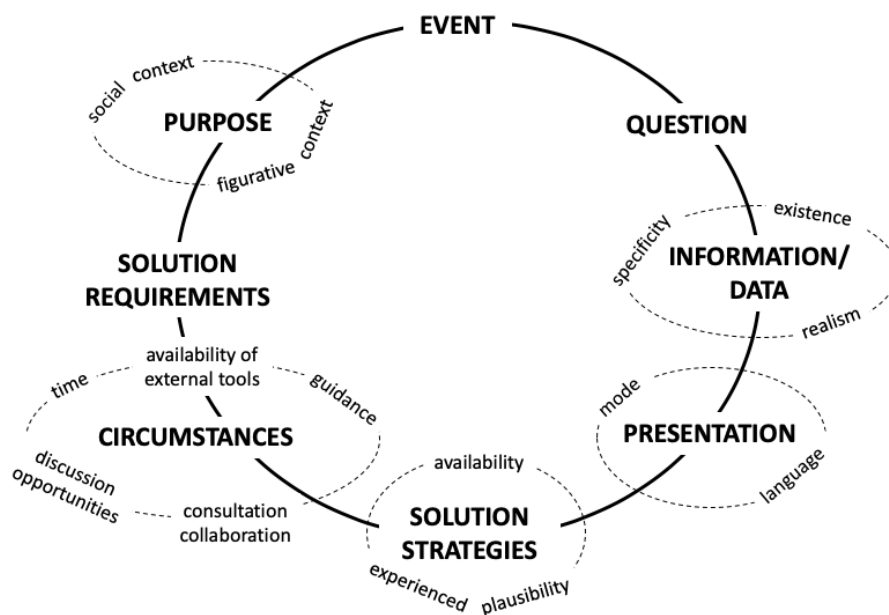 EVENT
social context
PURPOSE
figurative context
QUESTION
specificity
existence
INFORMATION/
DATA
realism
SOLUTION
REQUIREMENTS
time
availability of
external tools
guidance
CIRCUMSTANCES
discussion
opportunities
consultation
collaboration
mode
PRESENTATION
language
availability
SOLUTION
STRATEGIES
experienced plausibility